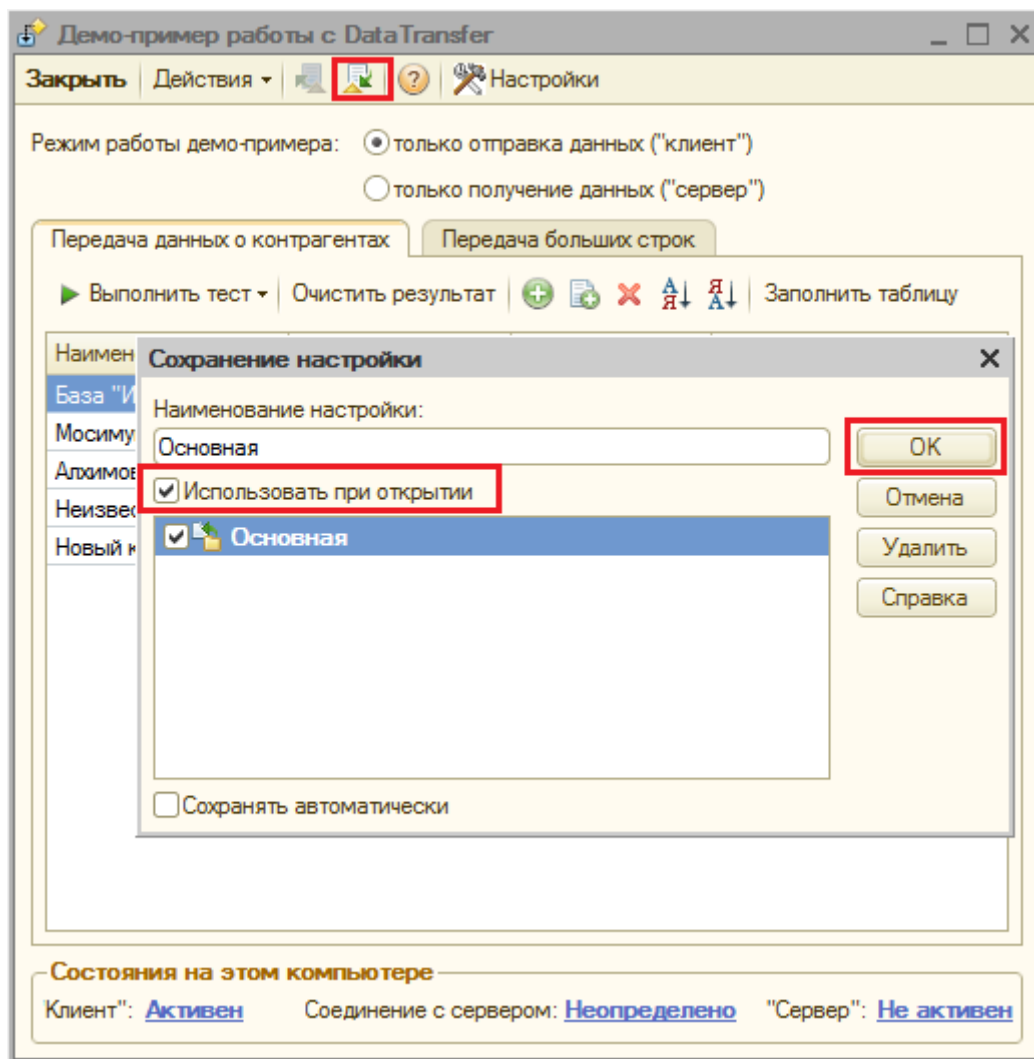 Демо-пример работы с DataTransfer
Закрыть Действия Настройки
Режим работы демо-примера: только отправка данных ("клиент")
только получение данных ("сервер")
Передача данных о контрагентах Передача больших строк
Выполнить тест Очистить результат Заполнить таблицу
Сохранение настройки
База "И
Наименование настройки:
Основная
OK
Использовать при открытии
Отмена
Основная
Удалить
Справка
Сохранять автоматически
Состояния на этом компьютере
Клиент": Активен Соединение с сервером: Неопределено "Сервер": Не активен